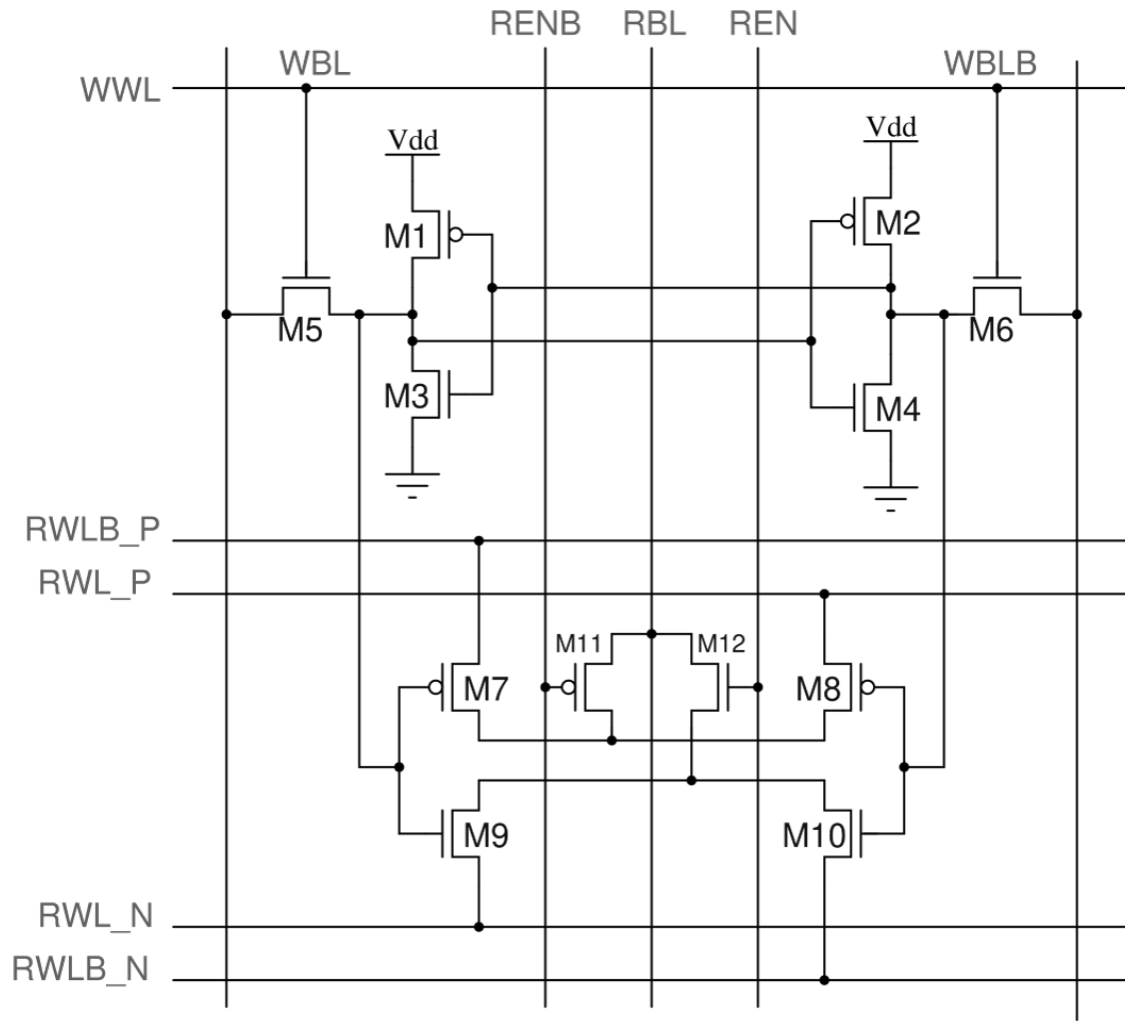 RENB RBL REN
WBL WBLB
WWL
Vdd Vdd
M1 M2
M5 M6
M3 M4
RWLB_P
RWL_P
M11 M12
M7 M8
M9 M10
RWL_N
RWLB_N